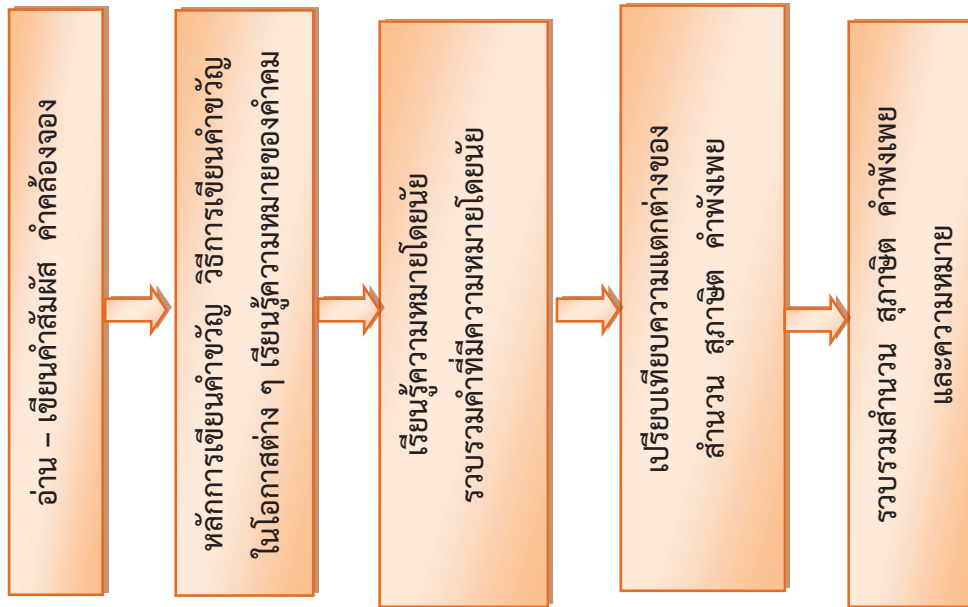 อ่าน – เขียนคำสัมผัส คำคล้องจอง
หลักการเขียนคำขวัญ วิธีการเขียนคำขวัญ
ในโอกาสต่าง ๆ เรียนรู้ความหมายของคำคม
เรียนรู้ความหมายโดยนัย
รวบรวมคำที่มีความหมายโดยนัย
เปรียบเทียบความแตกต่างของ
สำนวน สุภาษิต คำพังเพย
รวบรวมสำนวน สุภาษิต คำพังเพย
และความหมาย